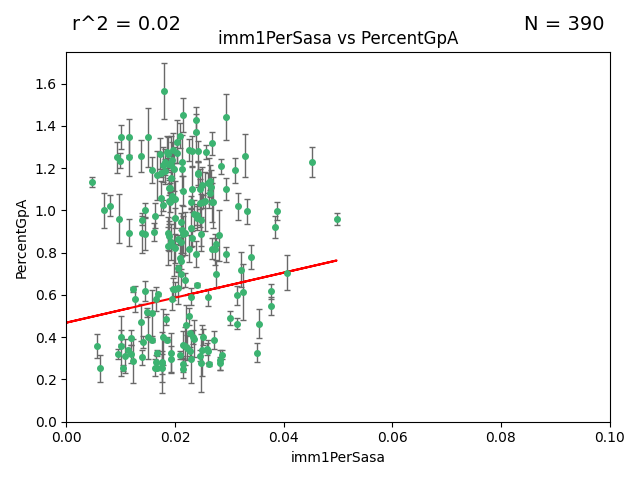 r^2 = 0.02
N = 390
imm1PerSasa vs PercentGpA
PercentGpA
1.6
1.4
1.2
1.0
0.8
0.6
0.4
0.2
0.0
0.00 0.02 0.04 0.06 0.08 0.10
imm1PerSasa